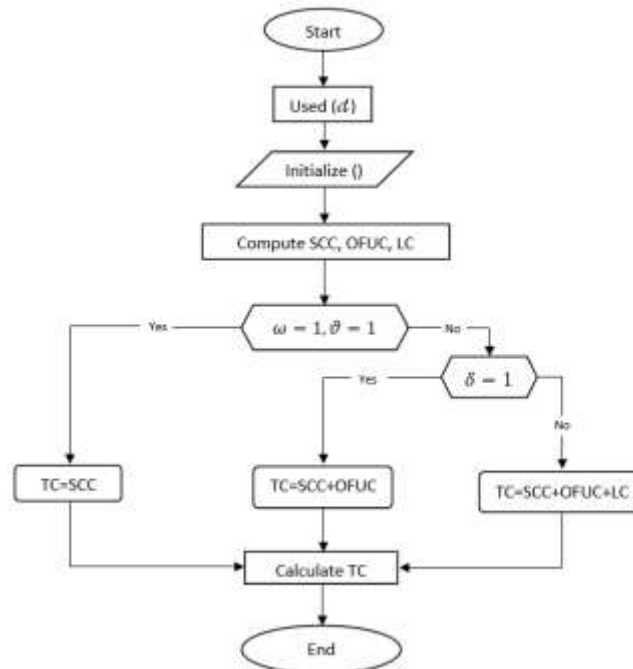 Start
Used (d)
Initialize ()
Compute SCC, OFUC, LC
Yes
ω = 1, ϑ = 1
No
Yes
δ = 1
No
TC=SCC
TC=SCC+OFUC
TC=SCC+OFUC+LC
Calculate TC
End